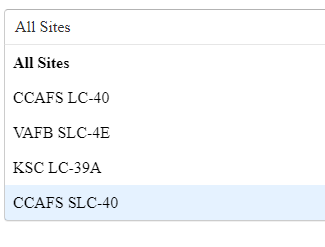 All Sites
All Sites
CCAFS LC-40
VAFB SLC-4E
KSC LC-39A
CCAFS SLC-40